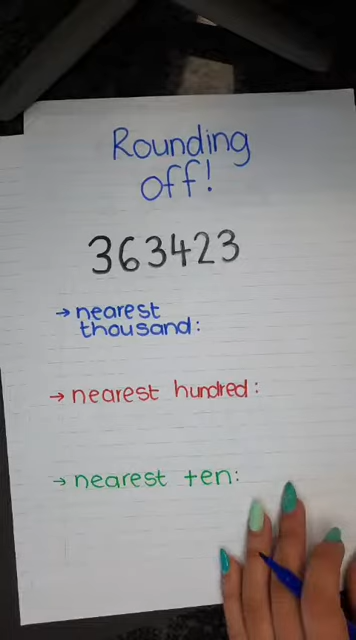 Rounding
off!
363423
→ nearest
thousand:
→ nearest hundred:
→ nearest ten: